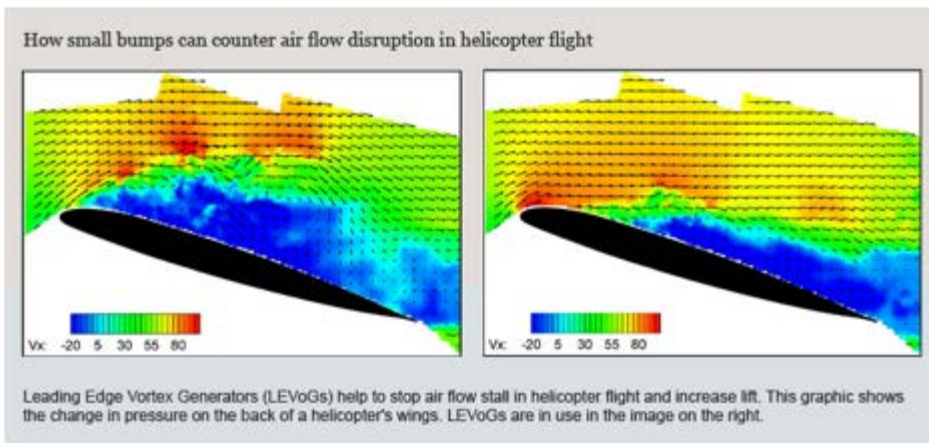 How small bumps can counter air flow disruption in helicopter flight
Vx: -20 5 30 55 80
Vx: -20 5 30 55 80
Leading Edge Vortex Generators (LEVoGs) help to stop air flow stall in helicopter flight and increase lift. This graphic shows
the change in pressure on the back of a helicopter's wings. LEVoGs are in use in the image on the right.